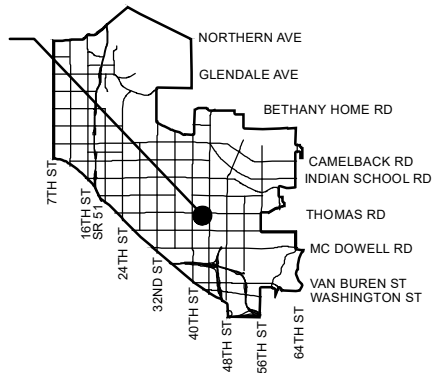 NORTHERN AVE
GLENDALE AVE
BETHANY HOME RD
CAMELBACK RD
INDIAN SCHOOL RD
THOMAS RD
MC DOWELL RD
VAN BUREN ST
WASHINGTON ST
7TH ST
16TH ST
SR 51
24TH ST
32ND ST
40TH ST
48TH ST
56TH ST
64TH ST